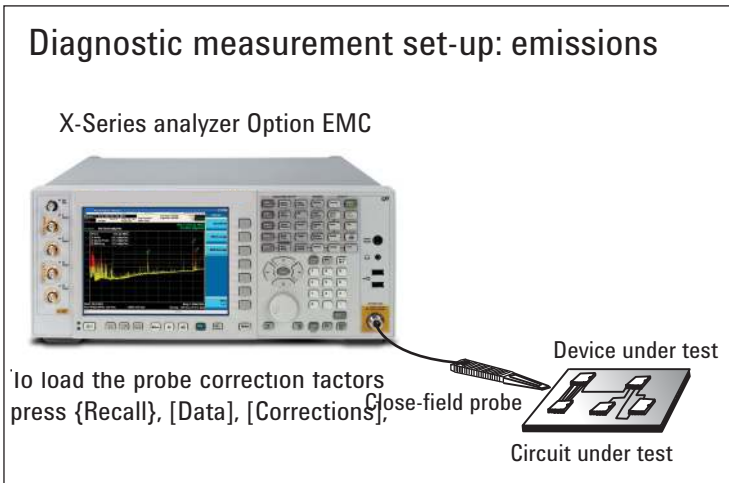 Diagnostic measurement set-up: emissions
X-Series analyzer Option EMC
Device under test
To load the probe correction factors
press {Recall}, [Data], [Corrections],
Close-field probe
Circuit under test